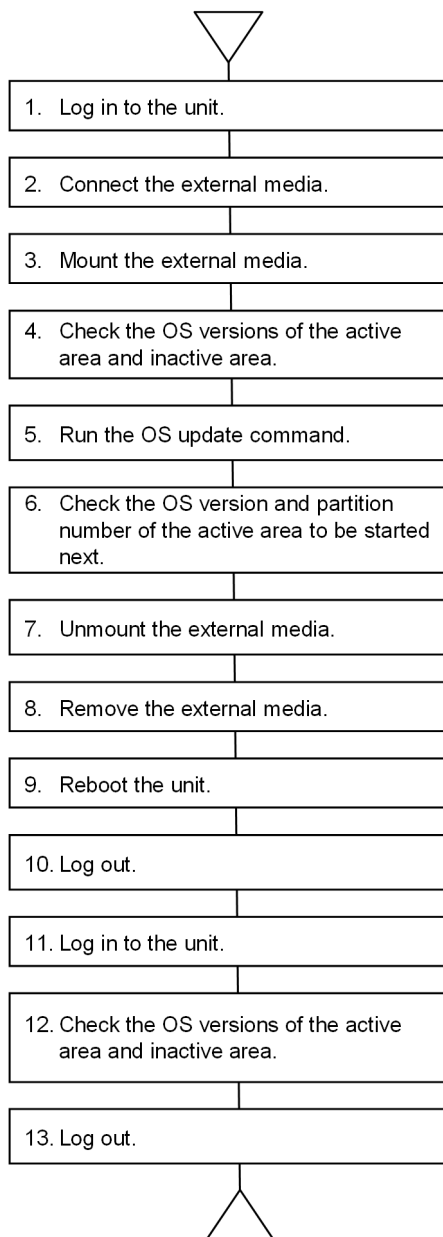 1. Log in to the unit.
2. Connect the external media.
3. Mount the external media.
4. Check the OS versions of the active
area and inactive area.
5. Run the OS update command.
6. Check the OS version and partition
number of the active area to be started
next.
7. Unmount the external media.
8. Remove the external media.
9. Reboot the unit.
10. Log out.
11. Log in to the unit.
12. Check the OS versions of the active
area and inactive area.
13. Log out.